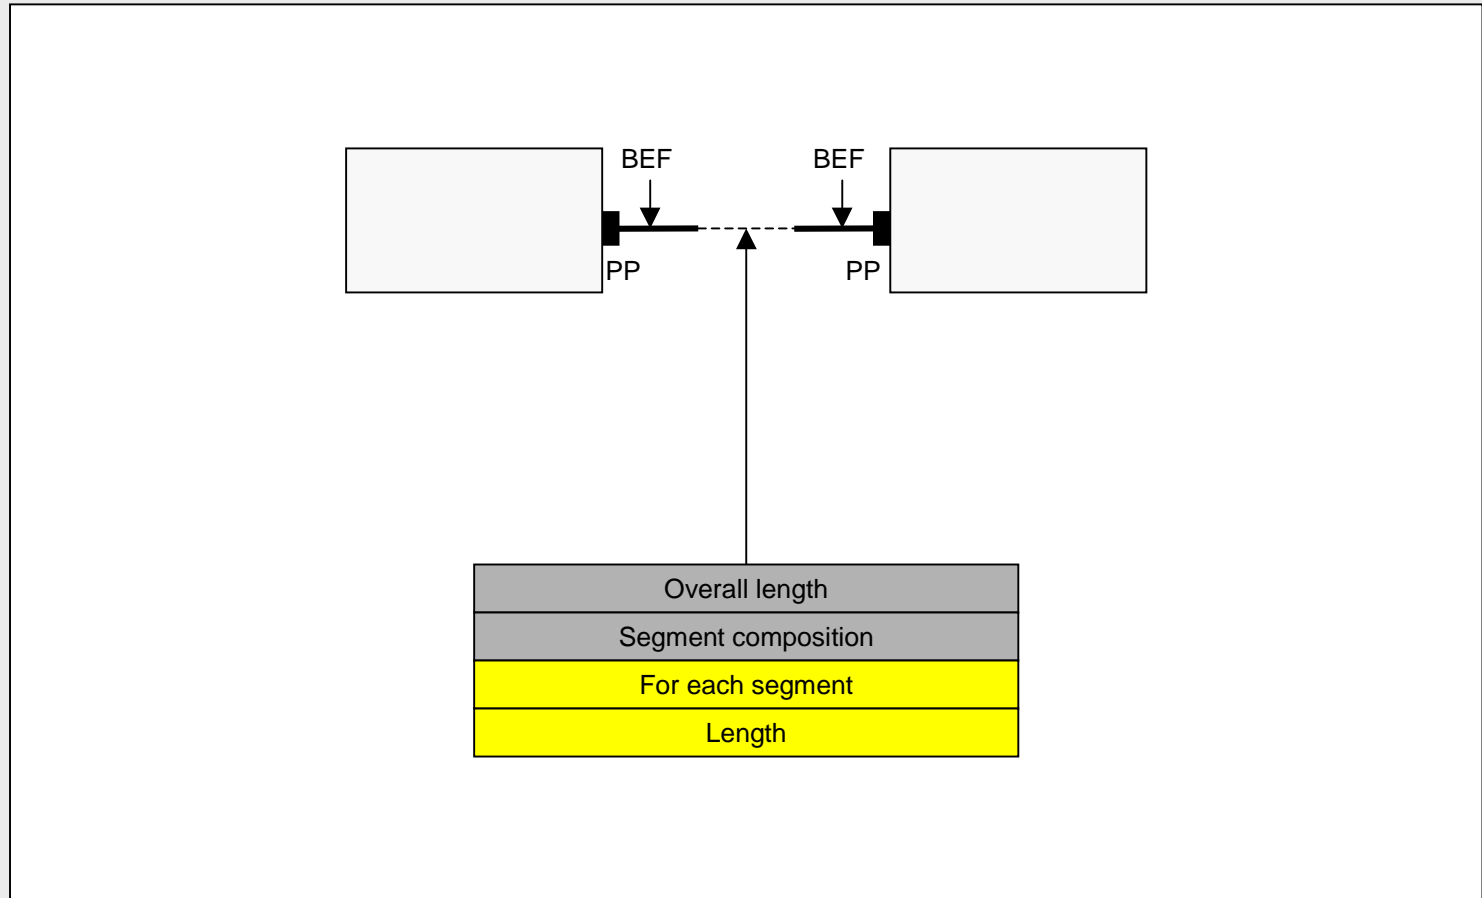 BEF
BEF
PP
PP
Overall length
Segment composition
For each segment
Length